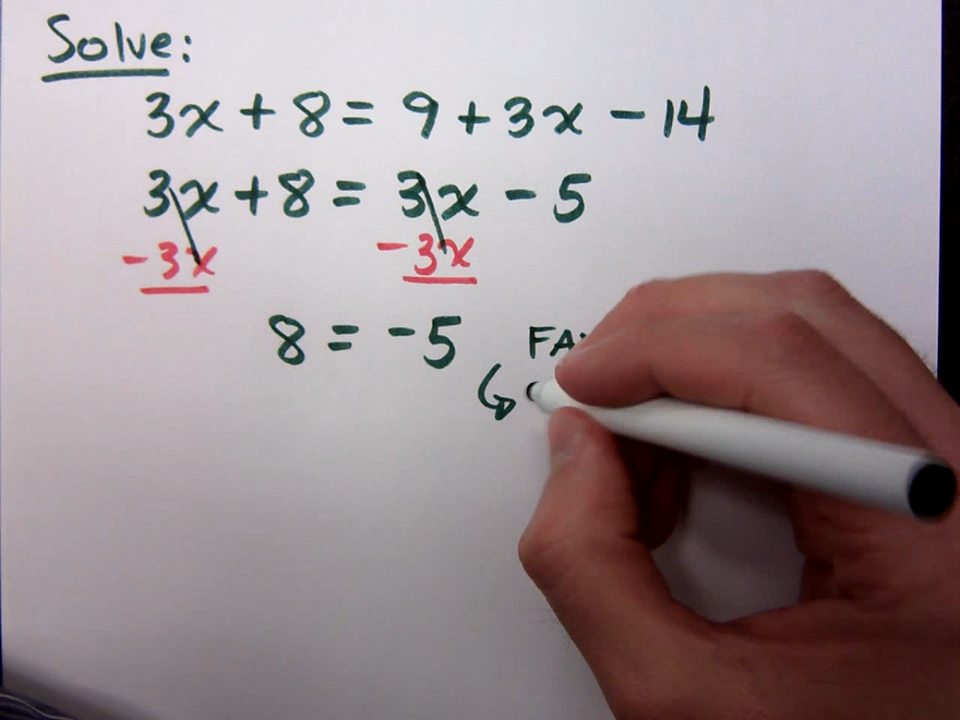 Solve:
3x + 8 = 9 + 3x - 14
3x + 8 = 3x - 5
-3x -3x
8 = -5